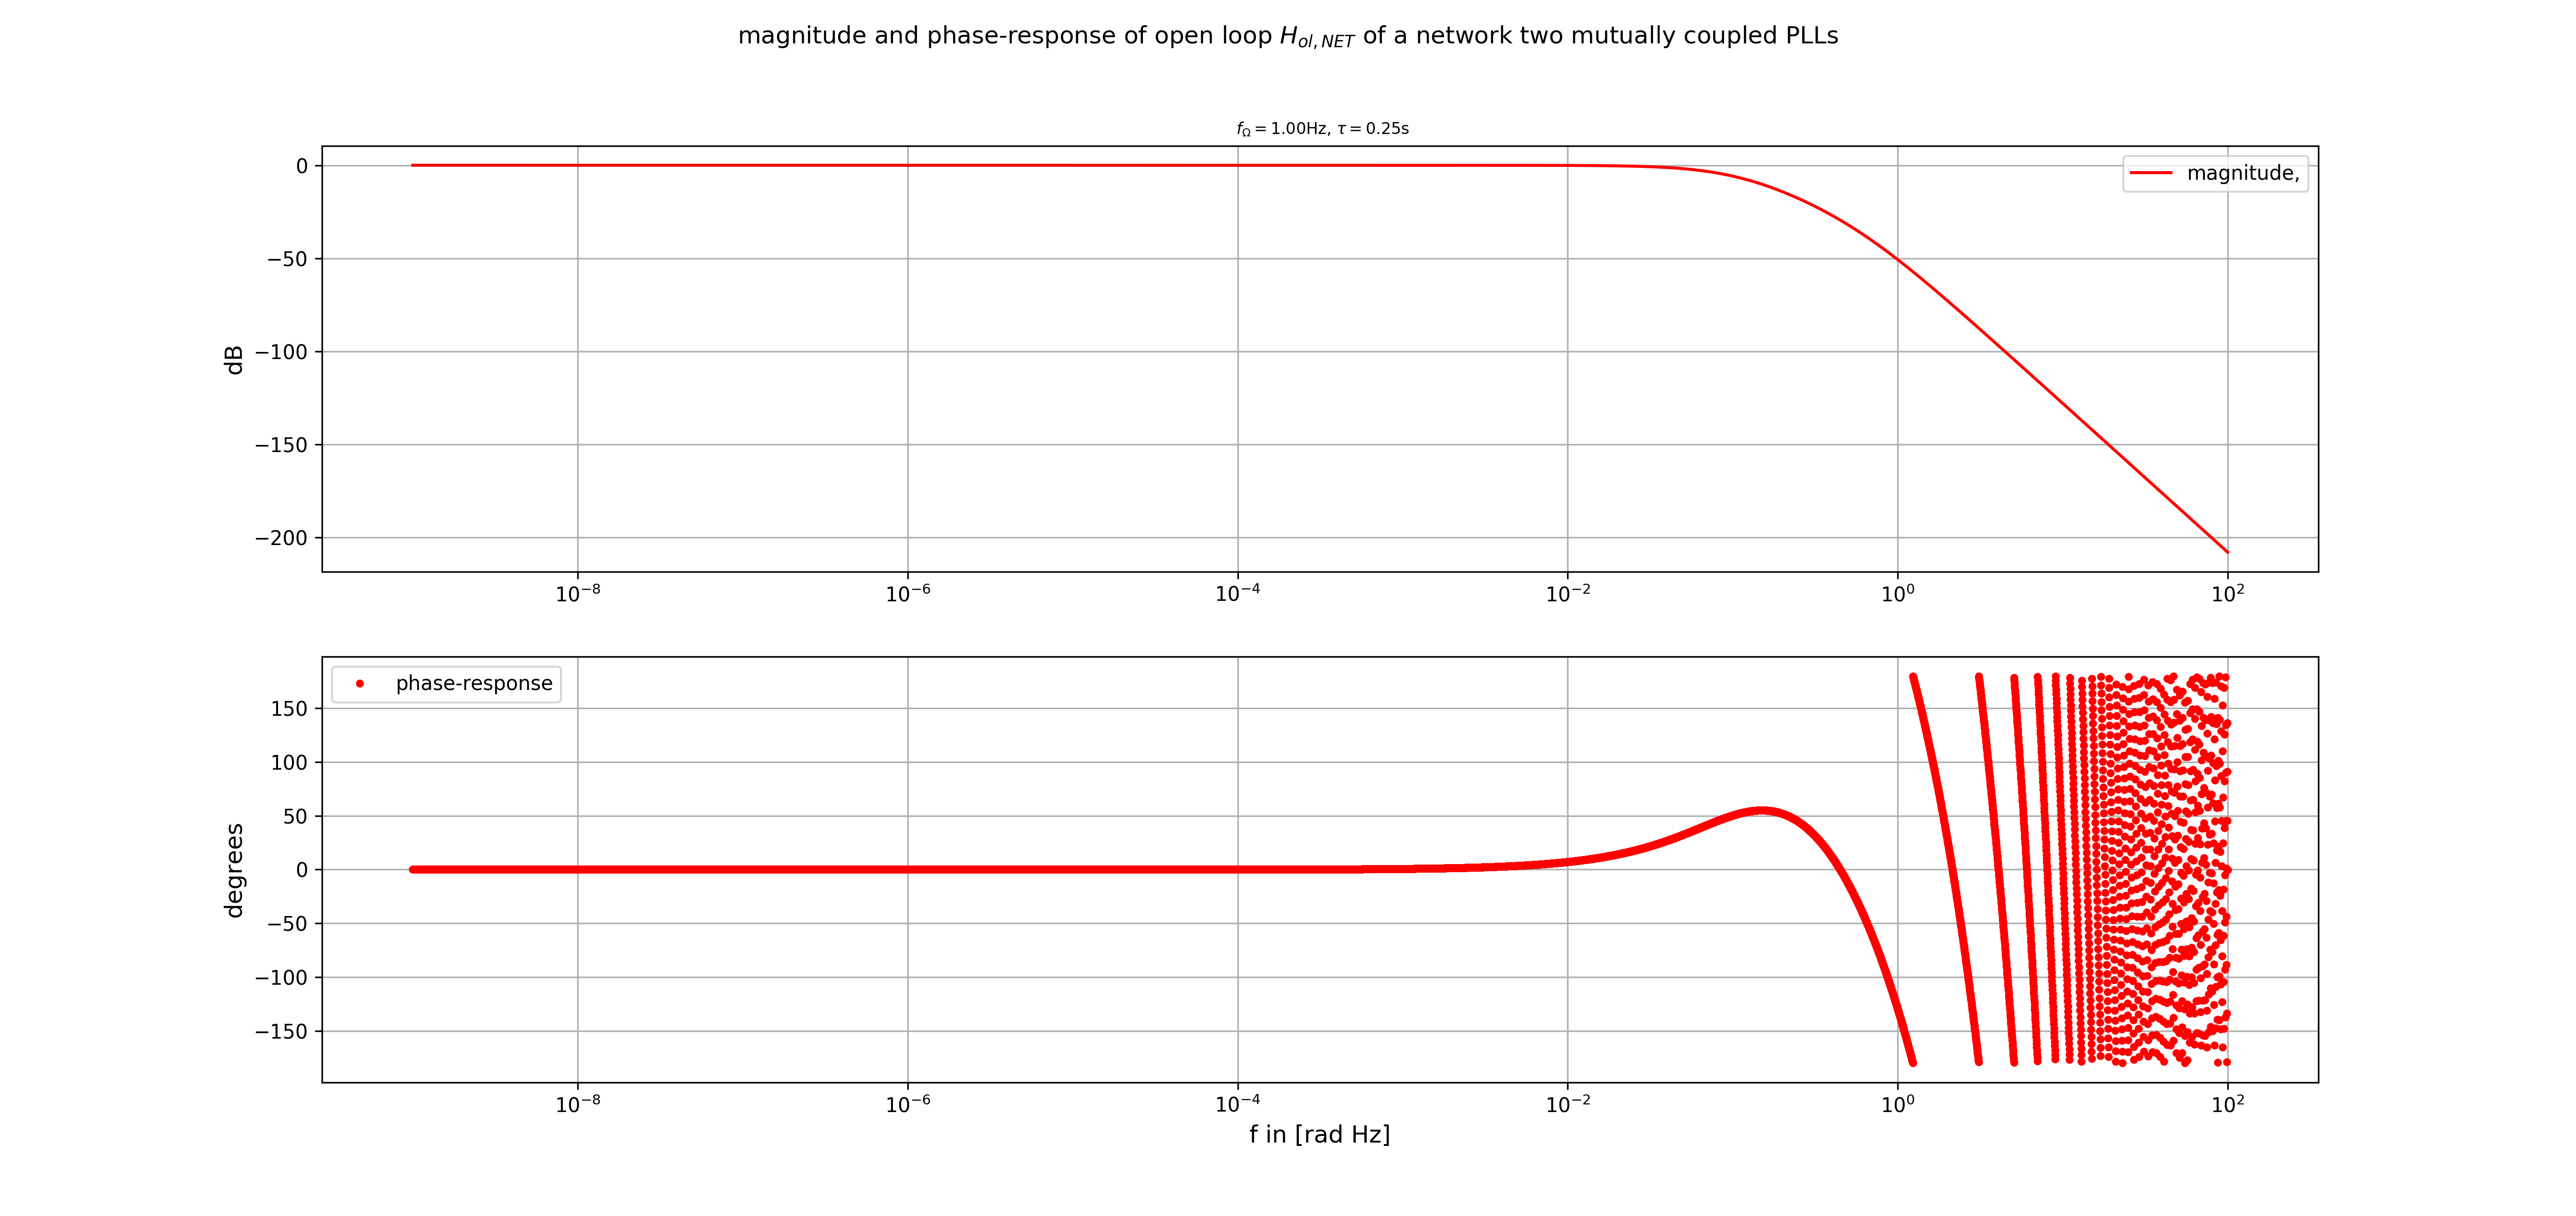 magnitude and phase-response of open loop H_{ol,NET} of a network two mutually coupled PLLs
f_Ω = 1.00Hz, τ = 0.25s
magnitude,
dB
0
−50
−100
−150
−200
10^{−8} 10^{−6} 10^{−4} 10^{−2} 10^{0} 10^{2}
phase-response
degrees
150
100
50
0
−50
−100
−150
10^{−8} 10^{−6} 10^{−4} 10^{−2} 10^{0} 10^{2}
f in [rad Hz]